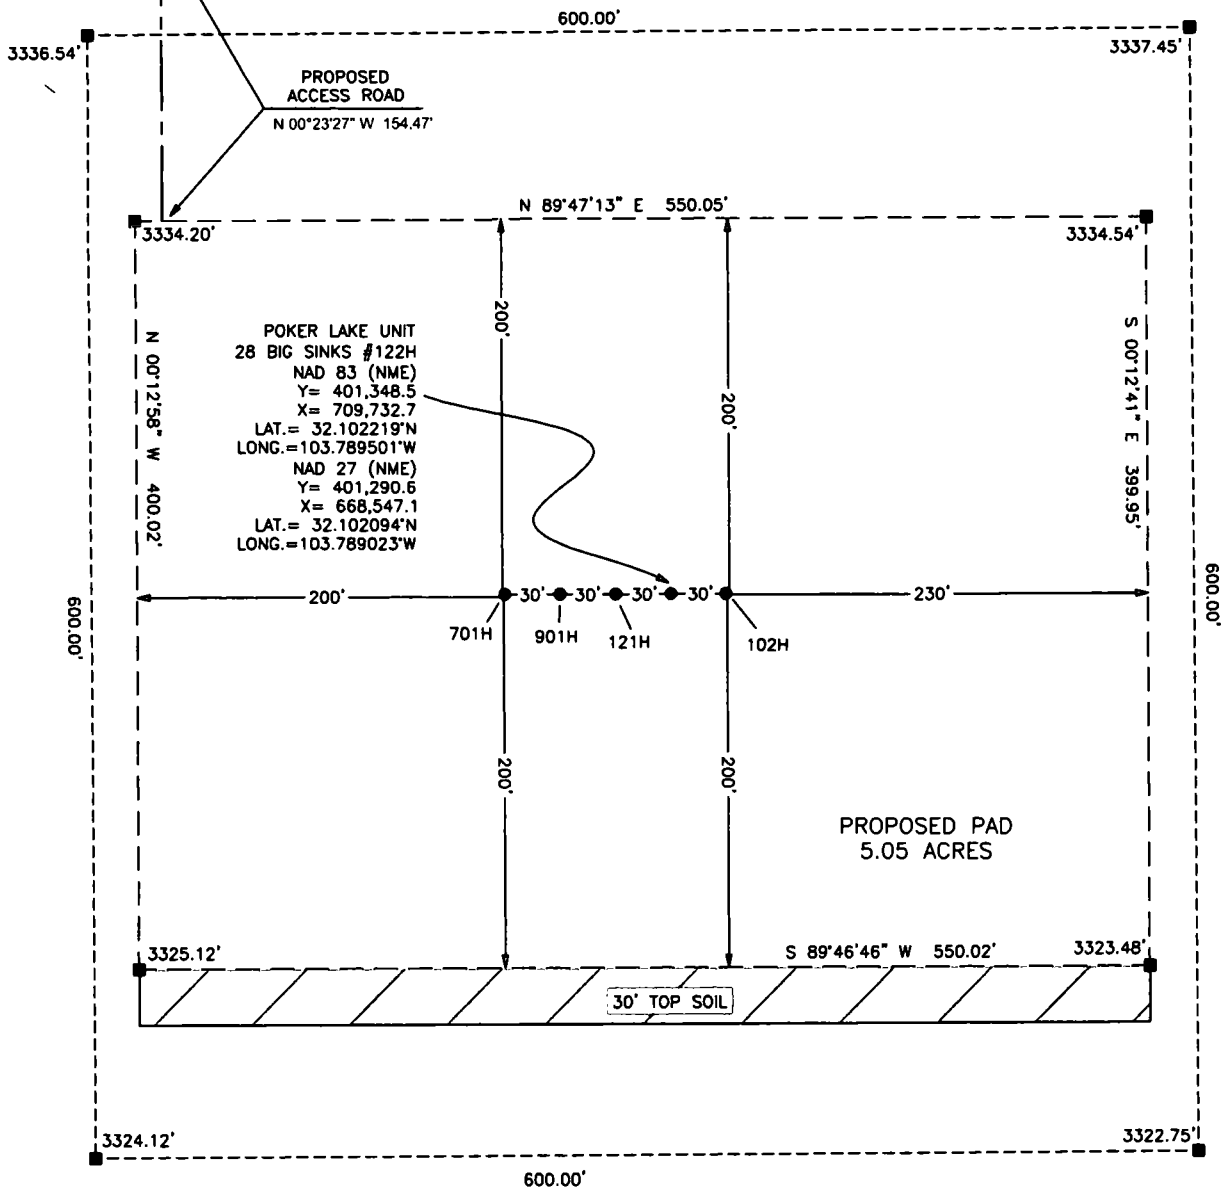 600.00'
3336.54'
3337.45'
PROPOSED
ACCESS ROAD
N 00°23'27" W 154.47'
N 89°47'13" E 550.05'
3334.20'
3334.54'
200'
200'
N 00°12'58" W 400.02'
S 00°12'41" E 399.95'
POKER LAKE UNIT
28 BIG SINKS #122H
NAD 83 (NME)
Y= 401,348.5
X= 709,732.7
LAT.= 32.102219°N
LONG.=103.789501°W
NAD 27 (NME)
Y= 401,290.6
X= 668,547.1
LAT.= 32.102094°N
LONG.=103.789023°W
200' 30' 30' 30' 30' 230'
701H 901H 121H 102H
600.00'
600.00'
200'
200'
PROPOSED PAD
5.05 ACRES
3325.12'
S 89°46'46" W 550.02'
3323.48'
30' TOP SOIL
3324.12'
3322.75'
600.00'